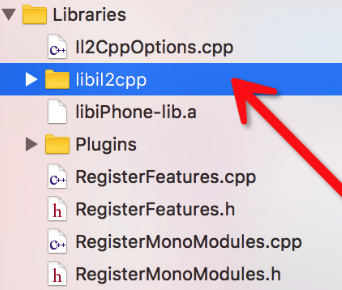 Libraries
Il2CppOptions.cpp
libil2cpp
libiPhone-lib.a
Plugins
RegisterFeatures.cpp
RegisterFeatures.h
RegisterMonoModules.cpp
RegisterMonoModules.h